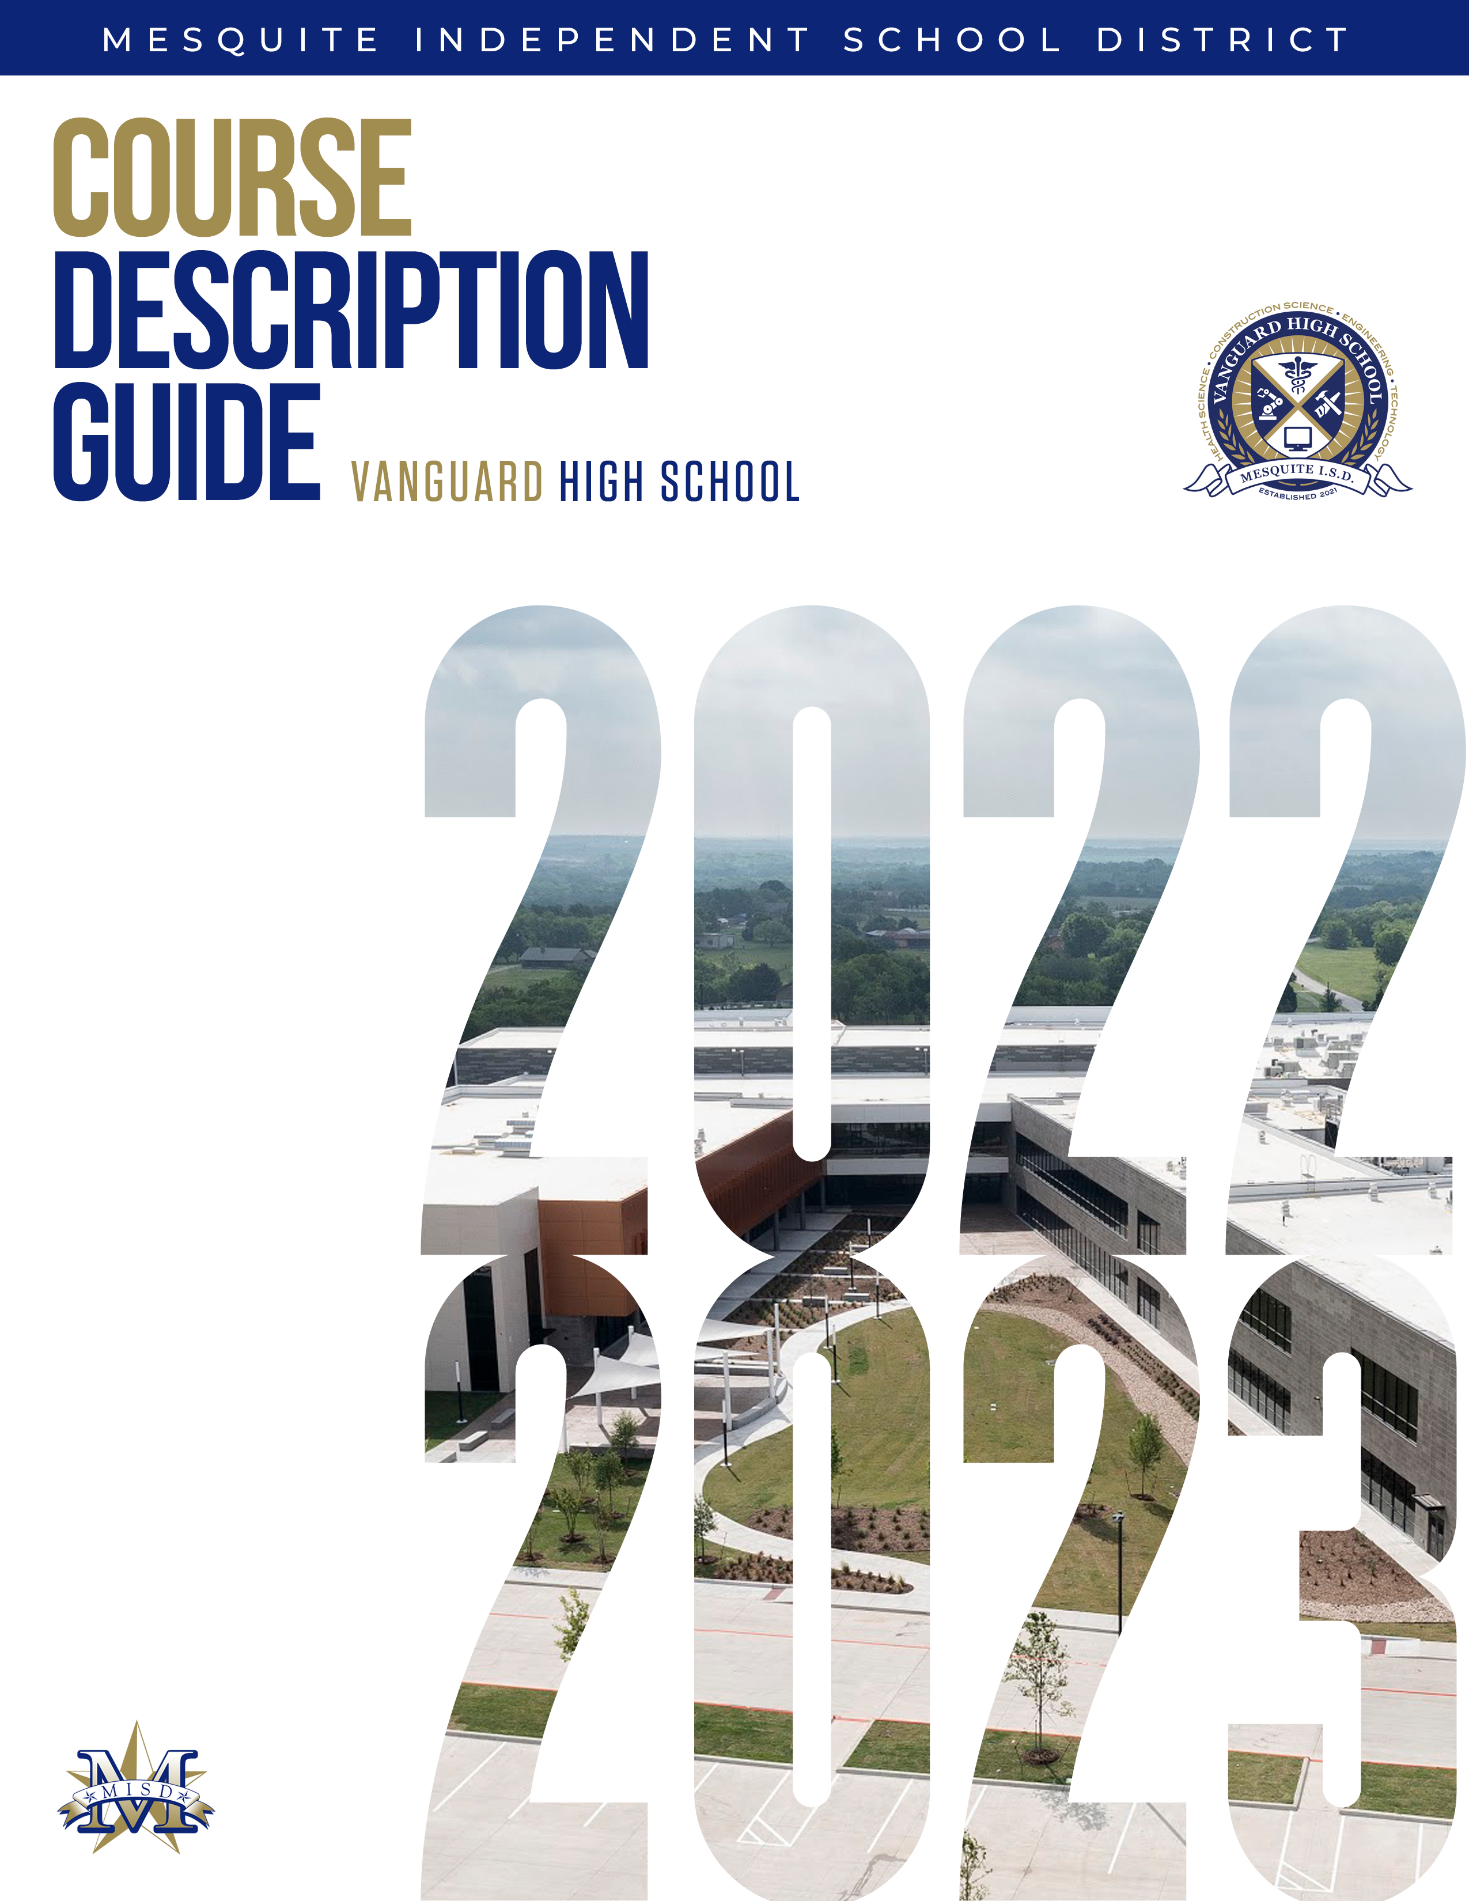 MESQUITE INDEPENDENT SCHOOL DISTRICT
COURSE
DESCRIPTION
GUIDE
VANGUARD HIGH SCHOOL
HEALTH SCIENCE • CONSTRUCTION SCIENCE • ENGINEERING • TECHNOLOGY
VANGUARD HIGH SCHOOL
MESQUITE I.S.D.
ESTABLISHED 2021
2022
2023
M
MISD